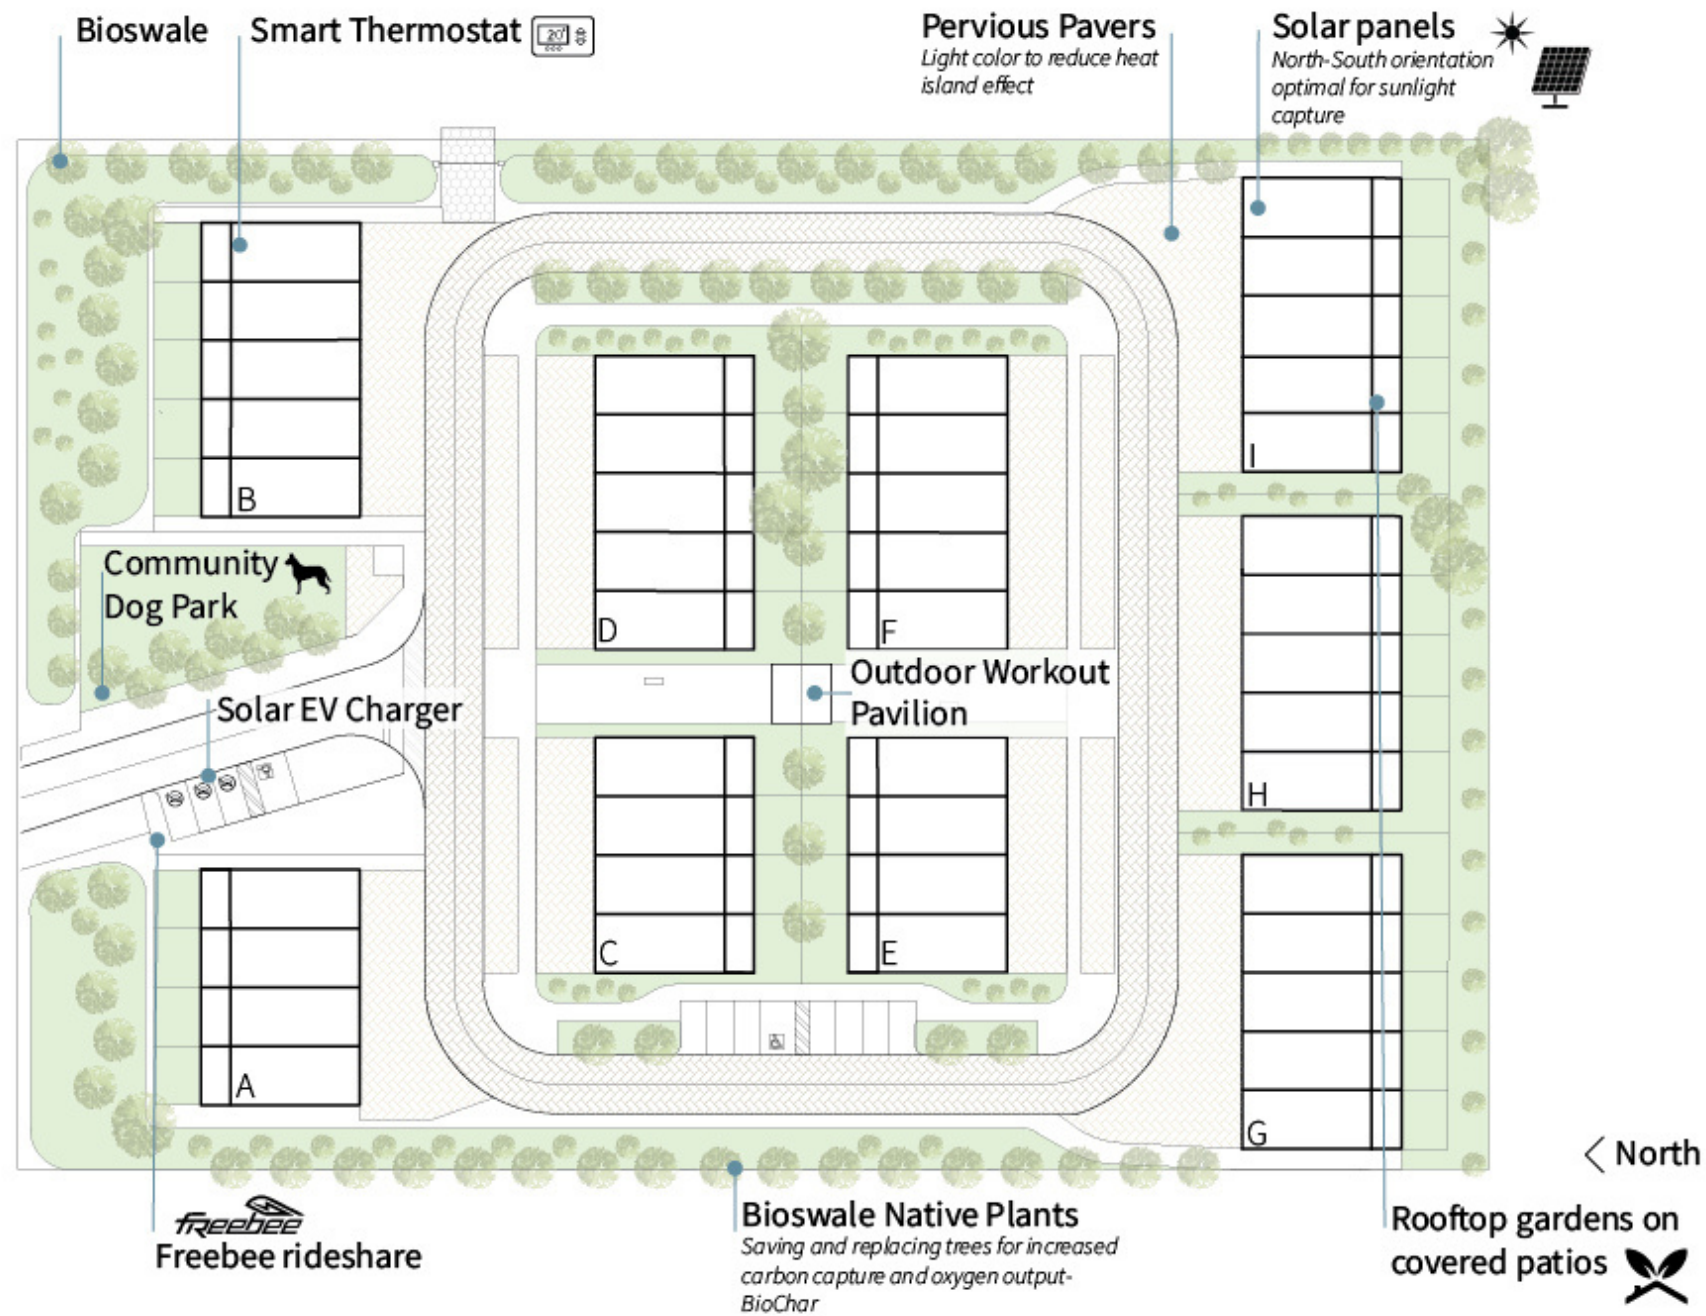 Bioswale
Smart Thermostat
20°
Pervious Pavers
Light color to reduce heat
island effect
Solar panels
North-South orientation
optimal for sunlight
capture
B
Community
Dog Park
Solar EV Charger
D
F
I
Outdoor Workout
Pavilion
H
C
E
A
G
North
freebee
Freebee rideshare
Bioswale Native Plants
Saving and replacing trees for increased
carbon capture and oxygen output-
BioChar
Rooftop gardens on
covered patios